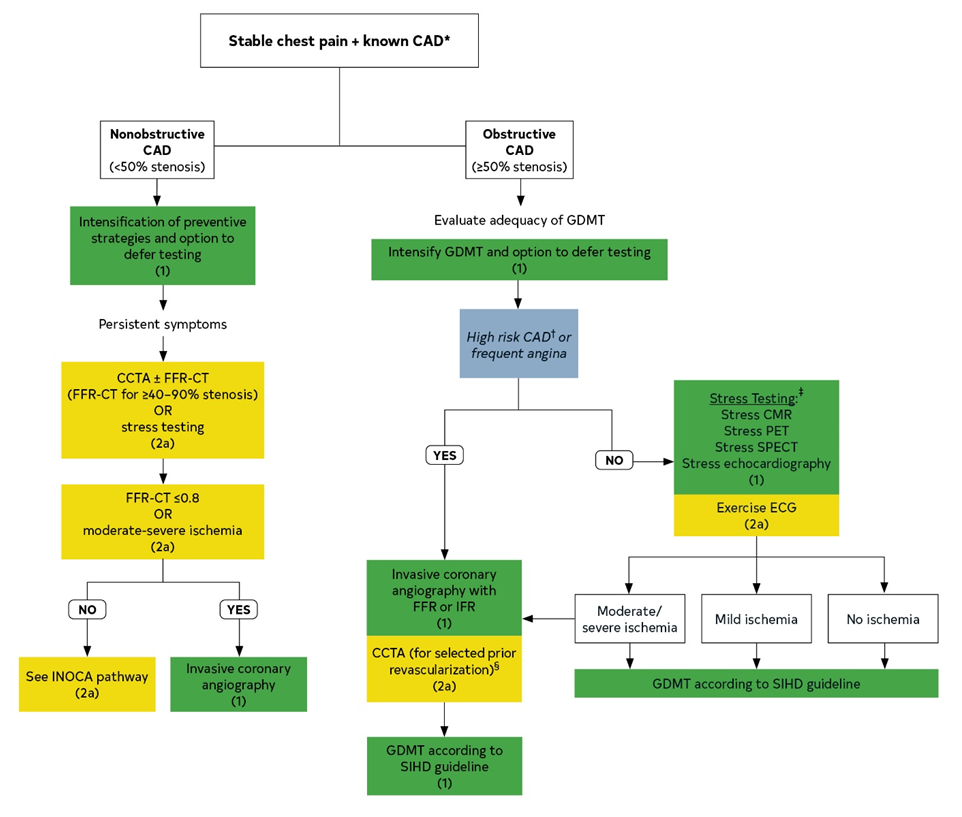 Stable chest pain + known CAD*
Nonobstructive
CAD
(<50% stenosis)
Obstructive
CAD
(≥50% stenosis)
Intensification of preventive
strategies and option to
defer testing
(1)
Persistent symptoms
CCTA ± FFR-CT
(FFR-CT for ≥40–90% stenosis)
OR
stress testing
(2a)
FFR-CT ≤0.8
OR
moderate-severe ischemia
(2a)
NO
YES
See INOCA pathway
(2a)
Invasive coronary
angiography
(1)
Evaluate adequacy of GDMT
Intensify GDMT and option to defer testing
(1)
High risk CAD† or
frequent angina
YES
NO
Stress Testing:‡
Stress CMR
Stress PET
Stress SPECT
Stress echocardiography
(1)
Exercise ECG
(2a)
Invasive coronary
angiography with
FFR or IFR
(1)
CCTA (for selected prior
revascularization)§
(2a)
GDMT according to
SIHD guideline
(1)
Moderate/
severe ischemia
Mild ischemia
No ischemia
GDMT according to SIHD guideline